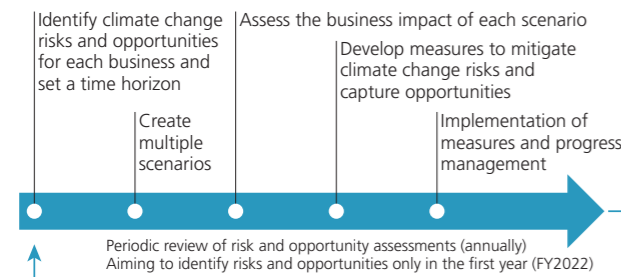 Identify climate change
risks and opportunities
for each business and
set a time horizon
Create
multiple
scenarios
Assess the business impact of each scenario
Develop measures to mitigate
climate change risks and
capture opportunities
Implementation of
measures and progress
management
Periodic review of risk and opportunity assessments (annually)
Aiming to identify risks and opportunities only in the first year (FY2022)